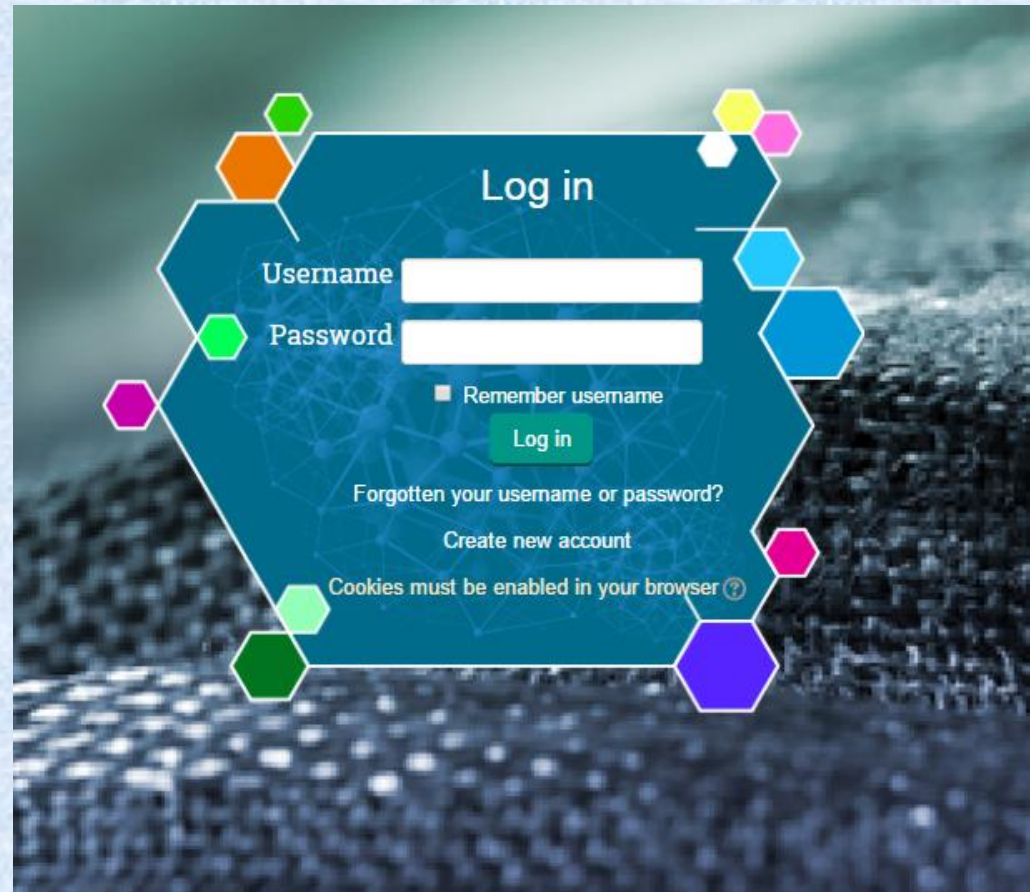 Log in
Username
Password
Remember username
Log in
Forgotten your username or password?
Create new account
Cookies must be enabled in your browser ?